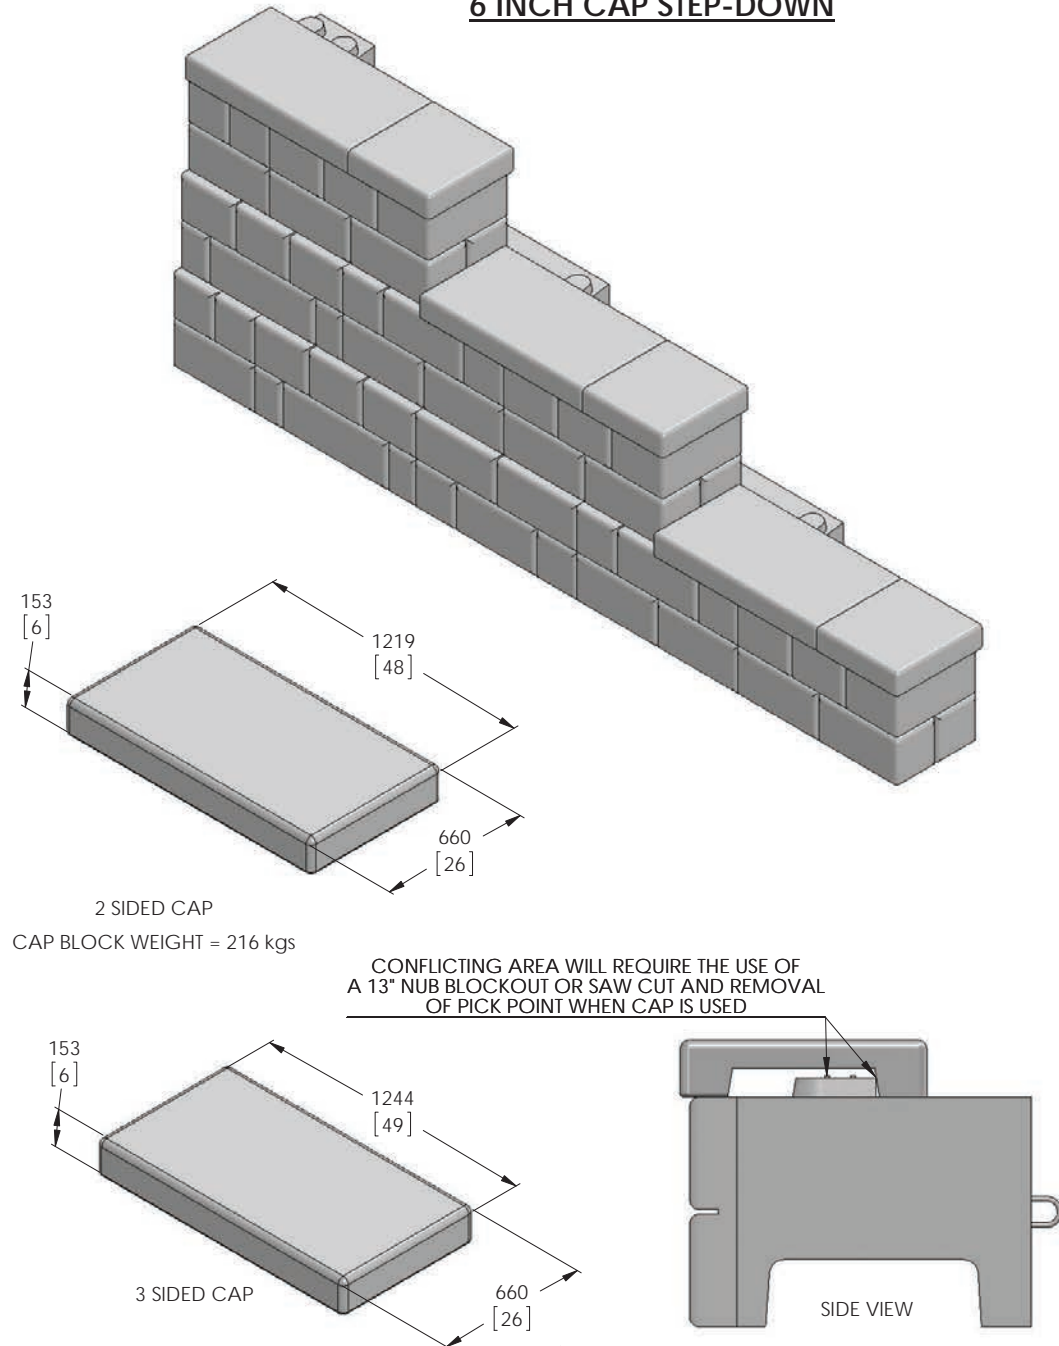 6 INCH CAP STEP-DOWN
153
[6]
1219
[48]
660
[26]
2 SIDED CAP
CAP BLOCK WEIGHT = 216 kgs
CONFLICTING AREA WILL REQUIRE THE USE OF
A 13" NUB BLOCKOUT OR SAW CUT AND REMOVAL
OF PICK POINT WHEN CAP IS USED
153
[6]
1244
[49]
660
[26]
3 SIDED CAP
SIDE VIEW